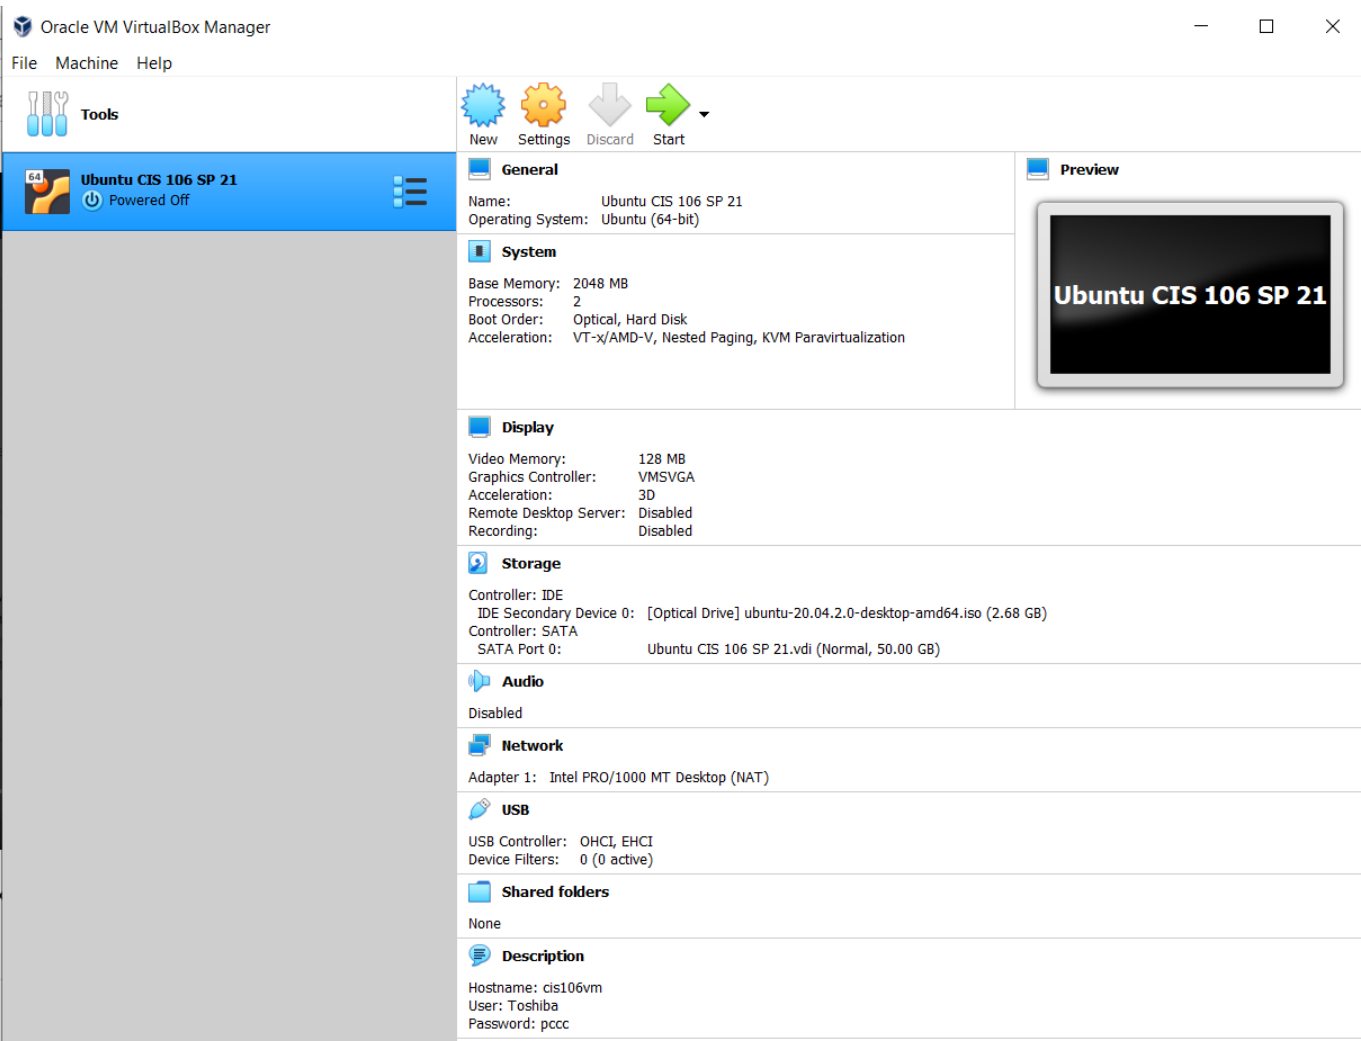 Oracle VM VirtualBox Manager
File Machine Help
Tools
New Settings Discard Start
64
Ubuntu CIS 106 SP 21
Powered Off
General
Name: Ubuntu CIS 106 SP 21
Operating System: Ubuntu (64-bit)
Preview
Ubuntu CIS 106 SP 21
System
Base Memory: 2048 MB
Processors: 2
Boot Order: Optical, Hard Disk
Acceleration: VT-x/AMD-V, Nested Paging, KVM Paravirtualization
Display
Video Memory: 128 MB
Graphics Controller: VMSVGA
Acceleration: 3D
Remote Desktop Server: Disabled
Recording: Disabled
Storage
Controller: IDE
IDE Secondary Device 0: [Optical Drive] ubuntu-20.04.2.0-desktop-amd64.iso (2.68 GB)
Controller: SATA
SATA Port 0: Ubuntu CIS 106 SP 21.vdi (Normal, 50.00 GB)
Audio
Disabled
Network
Adapter 1: Intel PRO/1000 MT Desktop (NAT)
USB
USB Controller: OHCI, EHCI
Device Filters: 0 (0 active)
Shared folders
None
Description
Hostname: cis106vm
User: Toshiba
Password: pccc